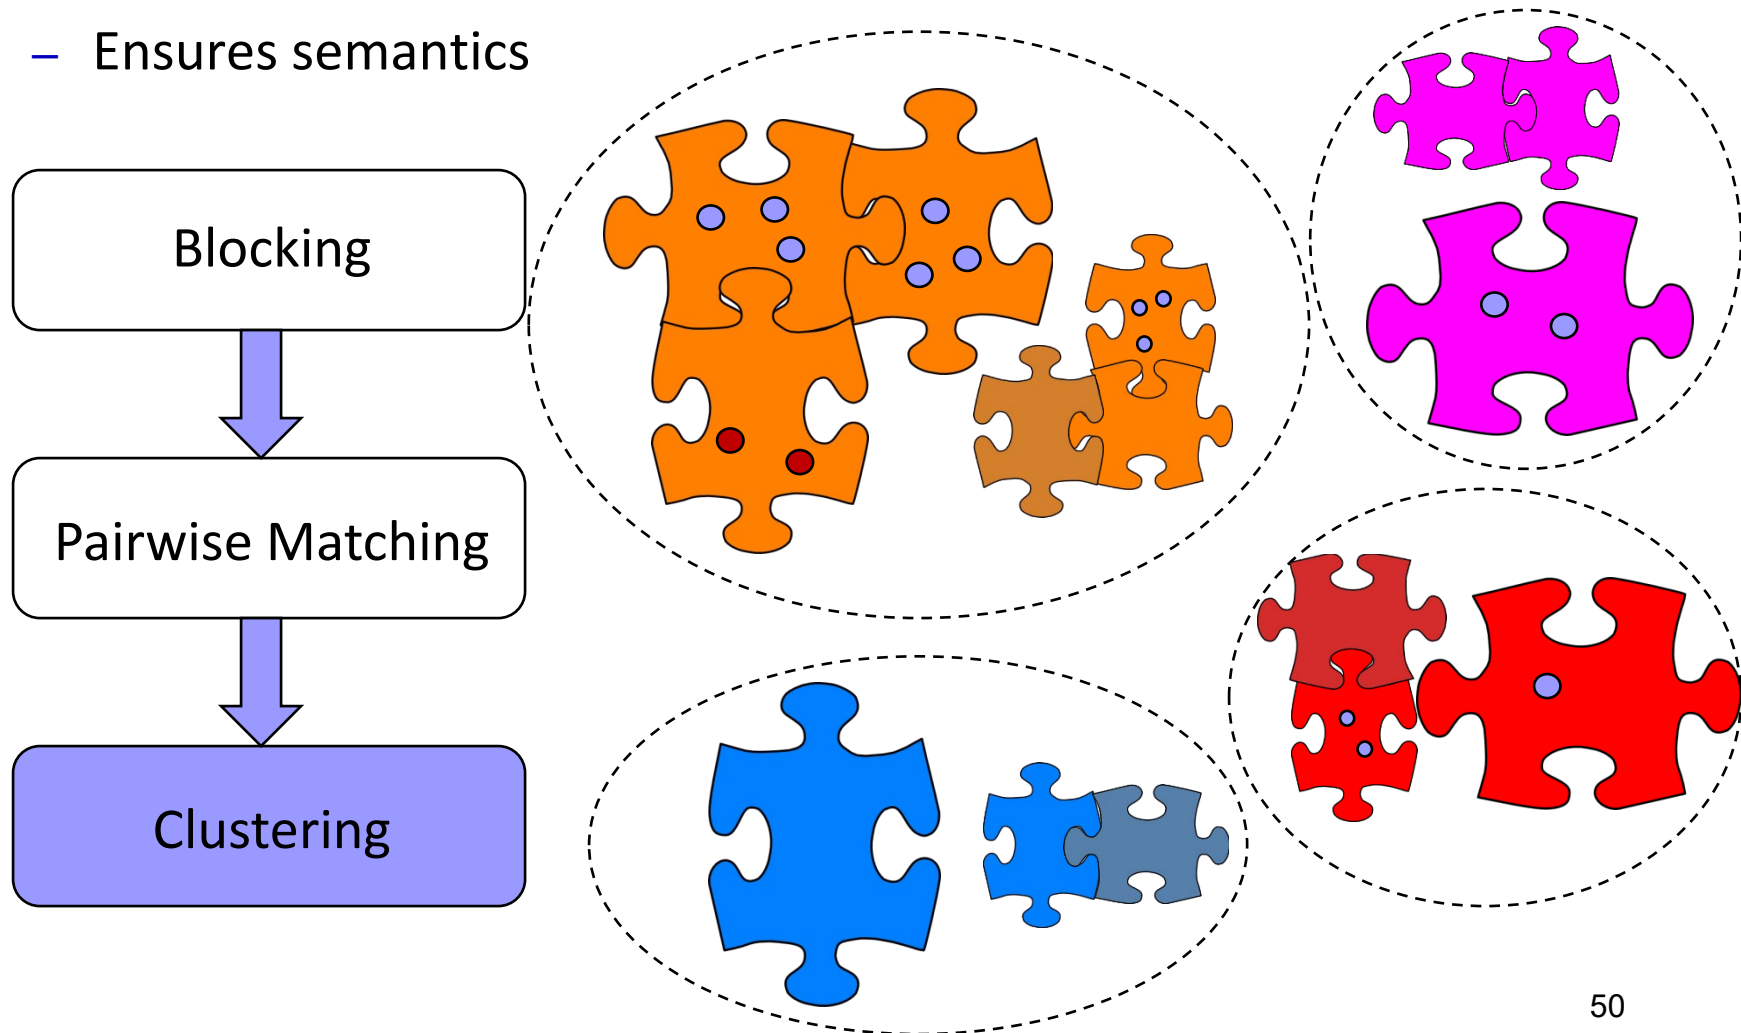 – Ensures semantics
Blocking
Pairwise Matching
Clustering
50